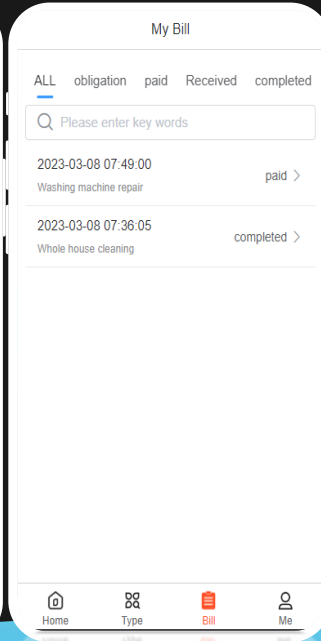 My Bill
ALL obligation paid Received completed
Please enter key words
2023-03-08 07:49:00
paid
Washing machine repair
2023-03-08 07:36:05
completed
Whole house cleaning
Home Type Bill Me